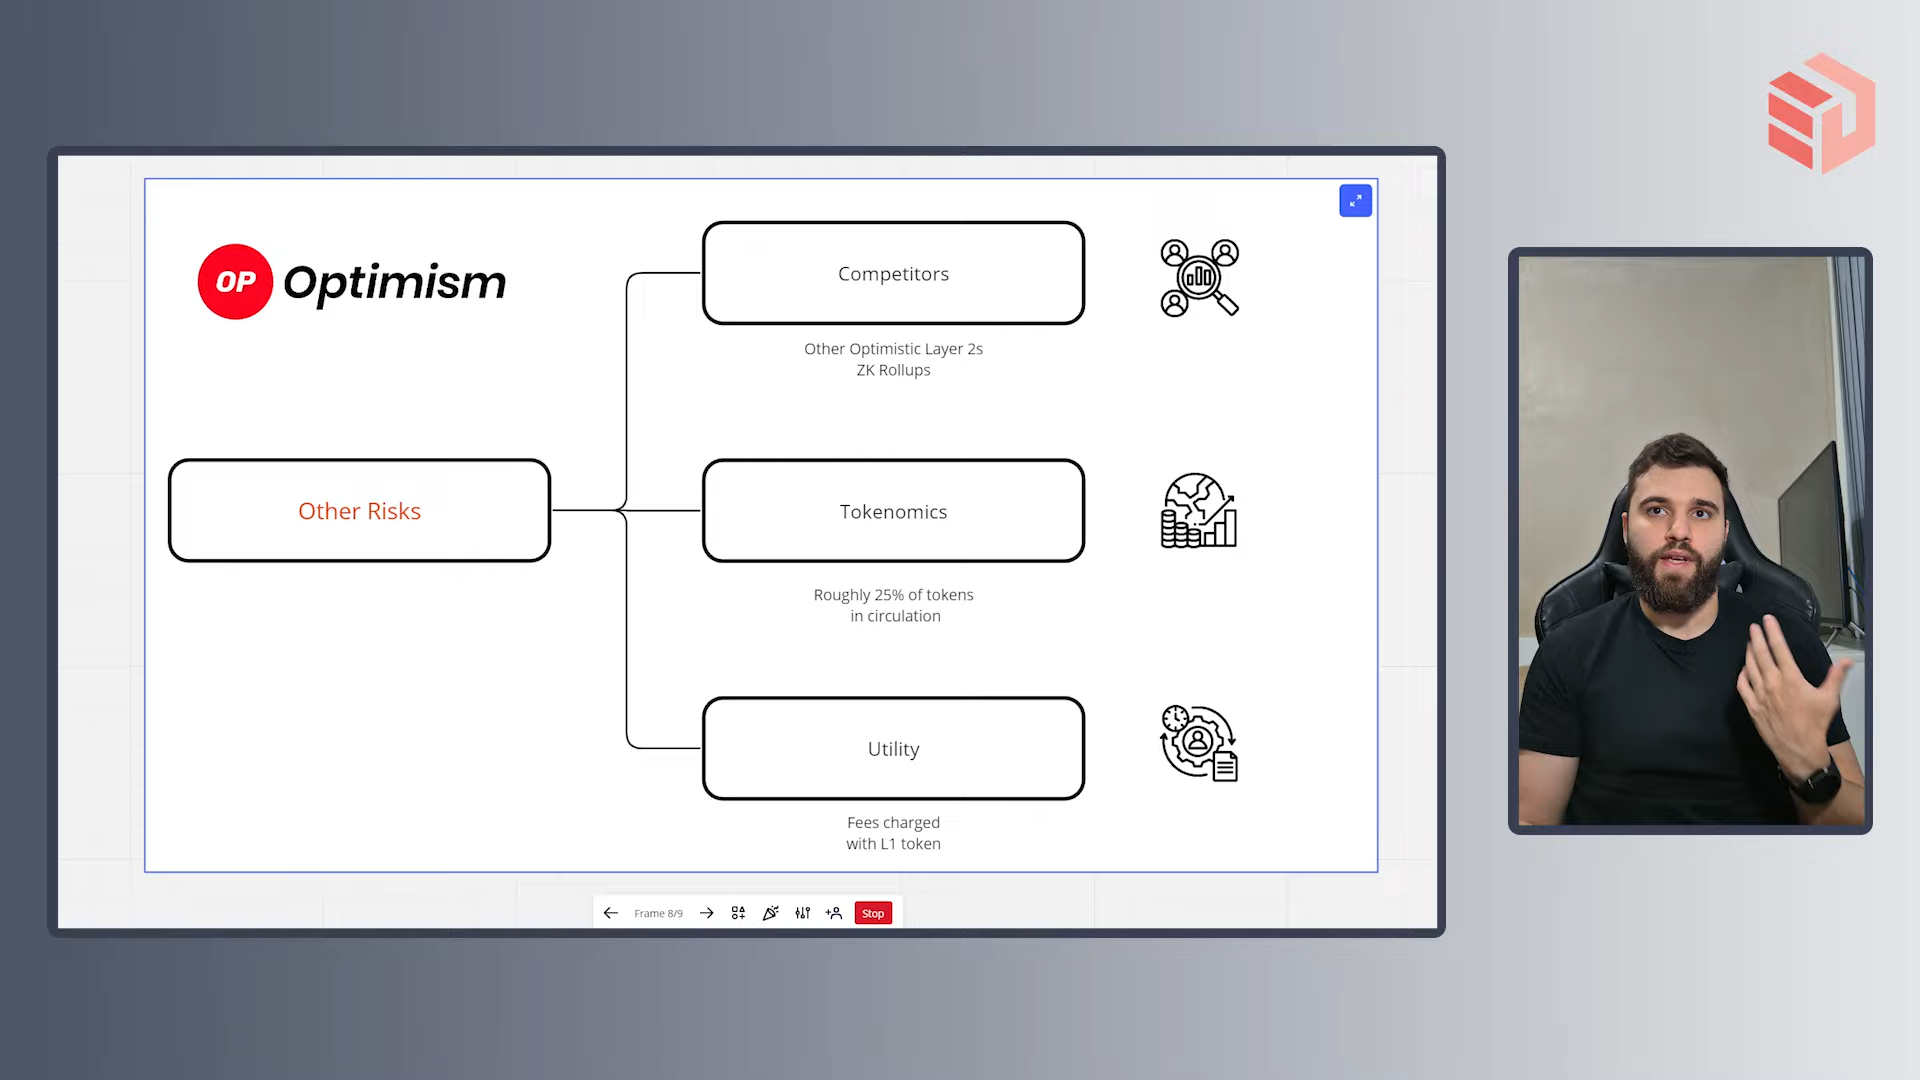 OP Optimism
Other Risks
Competitors
Other Optimistic Layer 2s
ZK Rollups
Tokenomics
Roughly 25% of tokens
in circulation
Utility
Fees charged
with L1 token
Frame 8/9
Stop